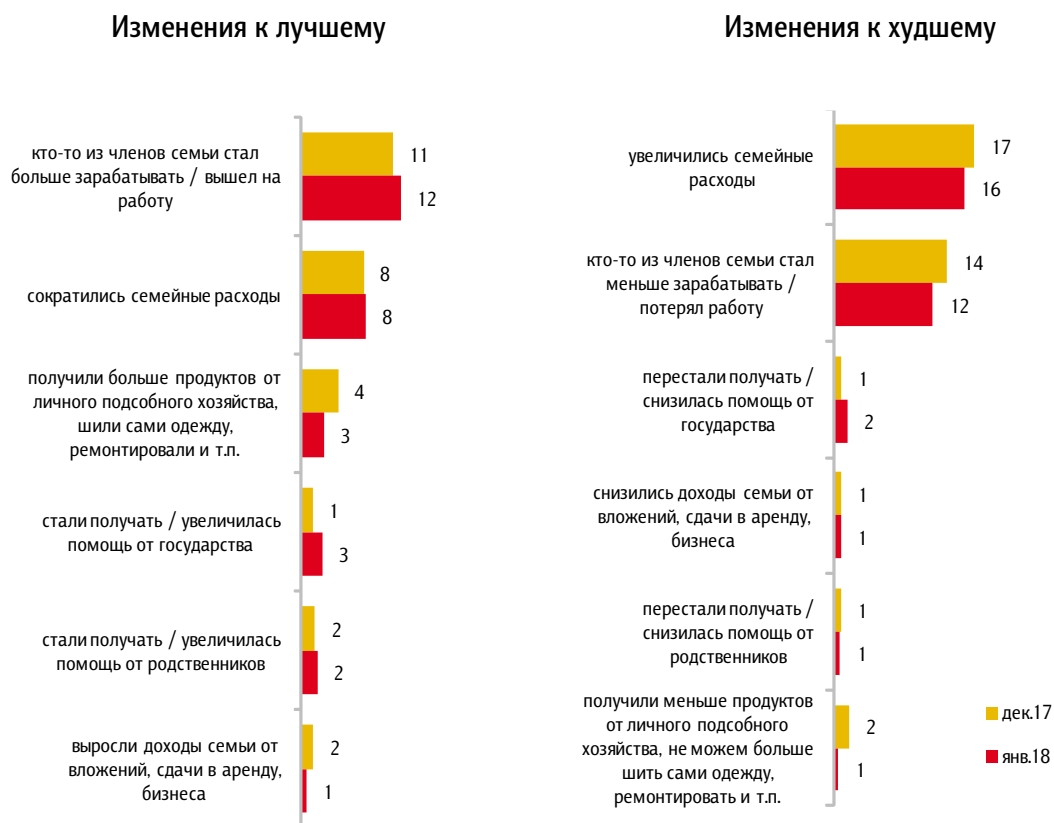 Изменения к лучшему
кто-то из членов семьи стал
больше зарабатывать / вышел на
работу
11
12
сократились семейные расходы
8
8
получили больше продуктов от
личного подсобного хозяйства,
шили сами одежду,
ремонтировали и т.п.
4
3
стали получать / увеличилась
помощь от государства
1
3
стали получать / увеличилась
помощь от родственников
2
2
выросли доходы семьи от
вложений, сдачи в аренду,
бизнеса
2
1
Изменения к худшему
увеличились семейные
расходы
17
16
кто-то из членов семьи стал
меньше зарабатывать /
потерял работу
14
12
перестали получать /
снизилась помощь от
государства
1
2
снизились доходы семьи от
вложений, сдачи в аренду,
бизнеса
1
1
перестали получать /
снизилась помощь от
родственников
1
1
получили меньше продуктов
от личного подсобного
хозяйства, не можем больше
шить сами одежду,
ремонтировать и т.п.
2
1
дек.17
янв.18